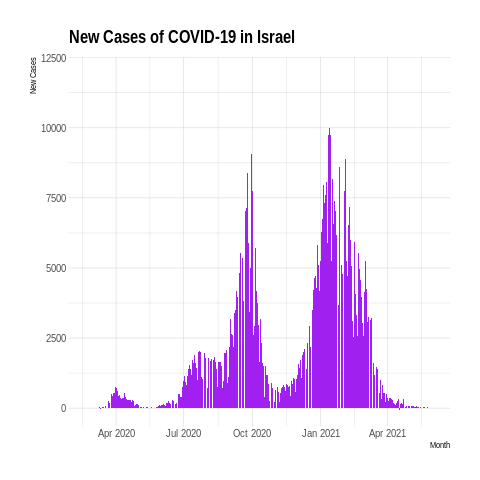 New Cases of COVID-19 in Israel
New Cases
12500
10000
7500
5000
2500
0
Apr 2020 Jul 2020 Oct 2020 Jan 2021 Apr 2021
Month